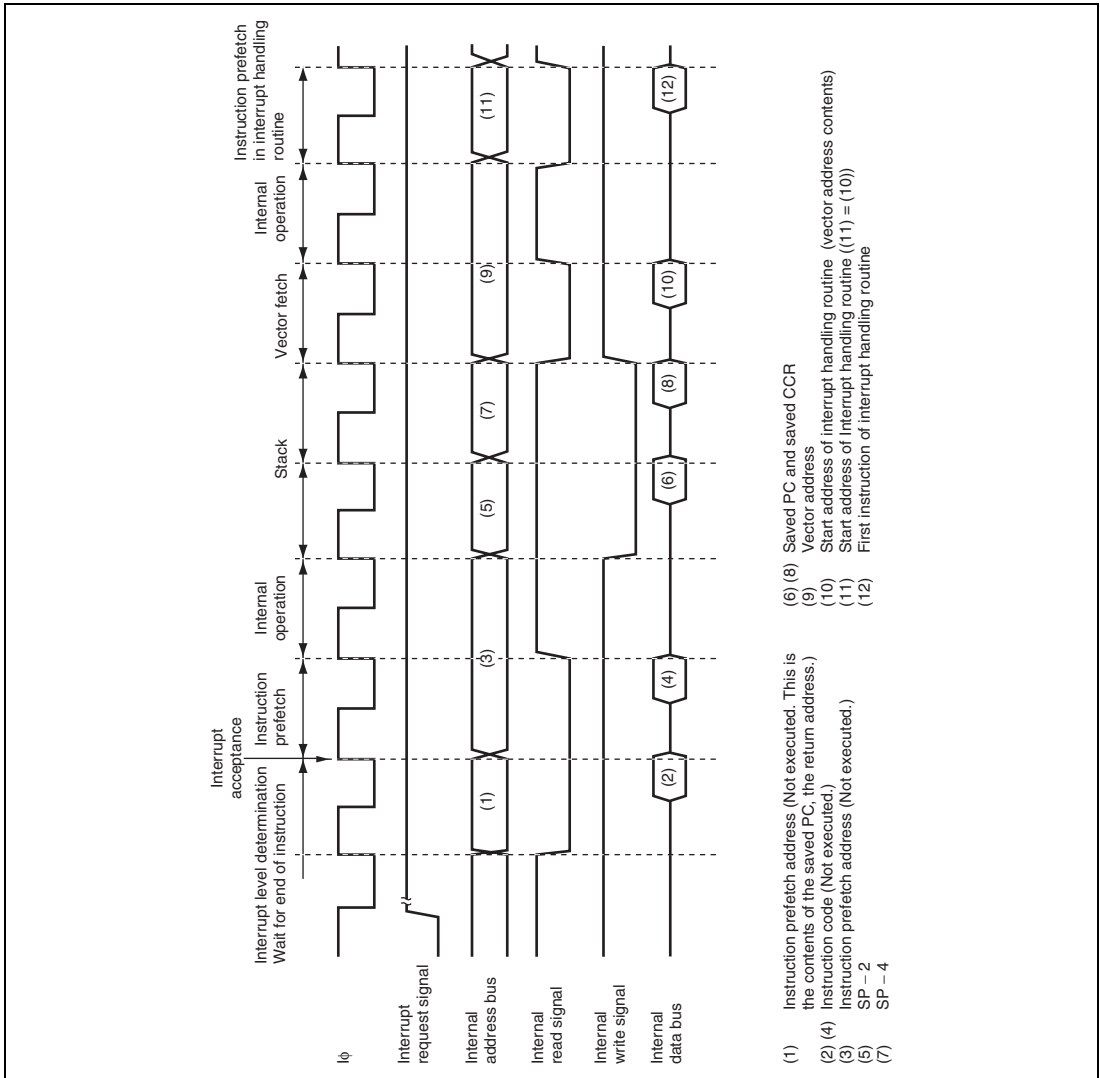 Interrupt
acceptance
Interrupt level determination
Wait for end of instruction
Instruction
prefetch
Internal
operation
Stack
Vector fetch
Internal
operation
Instruction prefetch
in interrupt handling
routine
Iϕ
Interrupt
request signal
Internal
address bus
(1)
(3)
(5)
(7)
(9)
(11)
Internal
read signal
Internal
write signal
Internal
data bus
(2)
(4)
(6)
(8)
(10)
(12)
(1) Instruction prefetch address (Not executed. This is
the contents of the saved PC, the return address.)
(2) (4) Instruction code (Not executed.)
(3) Instruction prefetch address (Not executed.)
(5) SP – 2
(7) SP – 4
(6) (8) Saved PC and saved CCR
(9) Vector address
(10) Start address of interrupt handling routine (vector address contents)
(11) Start address of Interrupt handling routine ((11) = (10))
(12) First instruction of interrupt handling routine